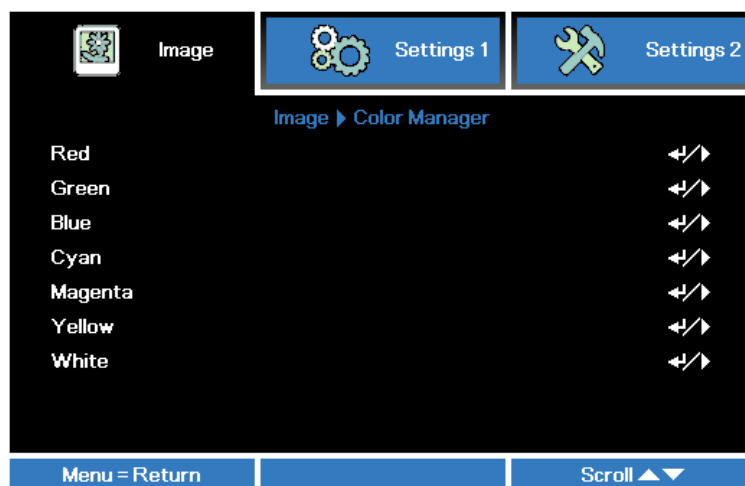 Image Settings 1 Settings 2
Image ▶ Color Manager
Red
Green
Blue
Cyan
Magenta
Yellow
White
Menu = Return Scroll ▲▼